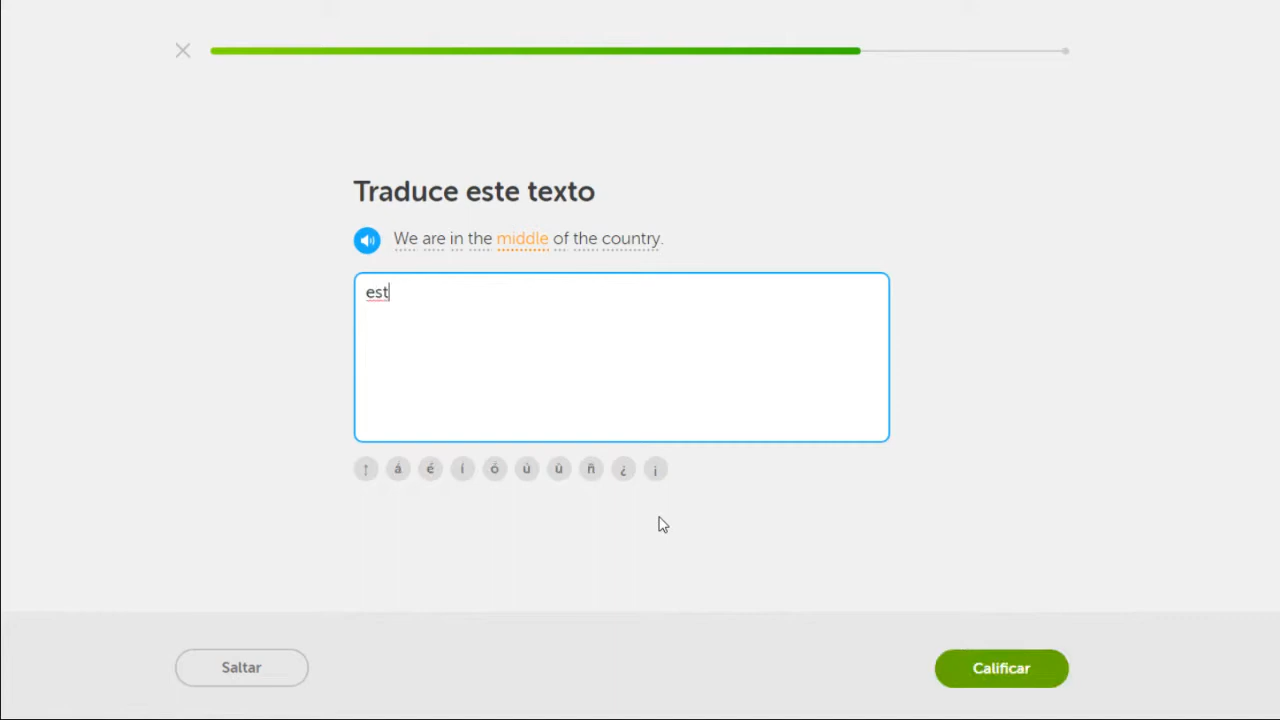 Traduce este texto
We are in the middle of the country.
est
↑ á é í ó ú ü ñ ¿ ¡
Saltar Calificar